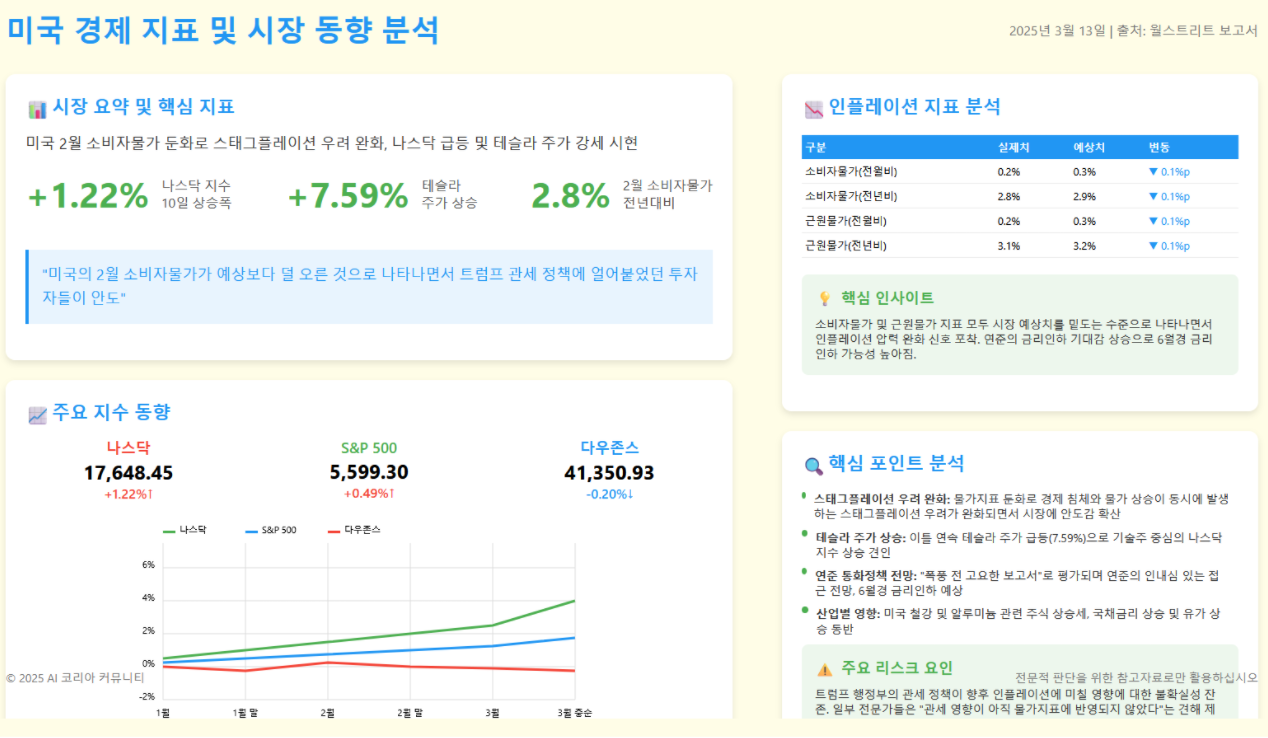 미국 경제 지표 및 시장 동향 분석
2025년 3월 13일 | 출처: 월스트리트 보고서
시장 요약 및 핵심 지표
미국 2월 소비자물가 둔화로 스태그플레이션 우려 완화, 나스닥 급등 및 테슬라 주가 강세 시현
+1.22%
나스닥 지수
10일 상승폭
+7.59%
테슬라
주가 상승
2.8%
2월 소비자물가
전년대비
"미국의 2월 소비자물가가 예상보다 덜 오른 것으로 나타나면서 트럼프 관세 정책에 얼어붙었던 투자
자들이 안도"
주요 지수 동향
나스닥
17,648.45
+1.22%↑
S&P 500
5,599.30
+0.49%↑
다우존스
41,350.93
-0.20%↓
나스닥 S&P 500 다우존스
6%
4%
2%
0%
-2%
1월 1월 말 2월 2월 말 3월 3월 중순
© 2025 AI 코리아 커뮤니티
인플레이션 지표 분석
구분 실제치 예상치 변동
소비자물가(전월비) 0.2% 0.3% ▼ 0.1%p
소비자물가(전년비) 2.8% 2.9% ▼ 0.1%p
근원물가(전월비) 0.2% 0.3% ▼ 0.1%p
근원물가(전년비) 3.1% 3.2% ▼ 0.1%p
핵심 인사이트
소비자물가 및 근원물가 지표 모두 시장 예상치를 밑도는 수준으로 나타나면서
인플레이션 압력 완화 신호 포착. 연준의 금리인하 기대감 상승으로 6월경 금리
인하 가능성 높아짐.
핵심 포인트 분석
스태그플레이션 우려 완화: 물가지표 둔화로 경제 침체와 물가 상승이 동시에 발생
하는 스태그플레이션 우려가 완화되면서 시장에 안도감 확산
테슬라 주가 상승: 이틀 연속 테슬라 주가 급등(7.59%)으로 기술주 중심의 나스닥
지수 상승 견인
연준 통화정책 전망: "폭풍 전 고요한 보고서"로 평가되며 연준의 인내심 있는 접
근 전망, 6월경 금리인하 예상
산업별 영향: 미국 철강 및 알루미늄 관련 주식 상승세, 국채금리 상승 및 유가 상
승 동반
주요 리스크 요인
전문적 판단을 위한 참고자료로만 활용하십시오
트럼프 행정부의 관세 정책이 향후 인플레이션에 미칠 영향에 대한 불확실성 잔
존. 일부 전문가들은 "관세 영향이 아직 물가지표에 반영되지 않았다"는 견해 제